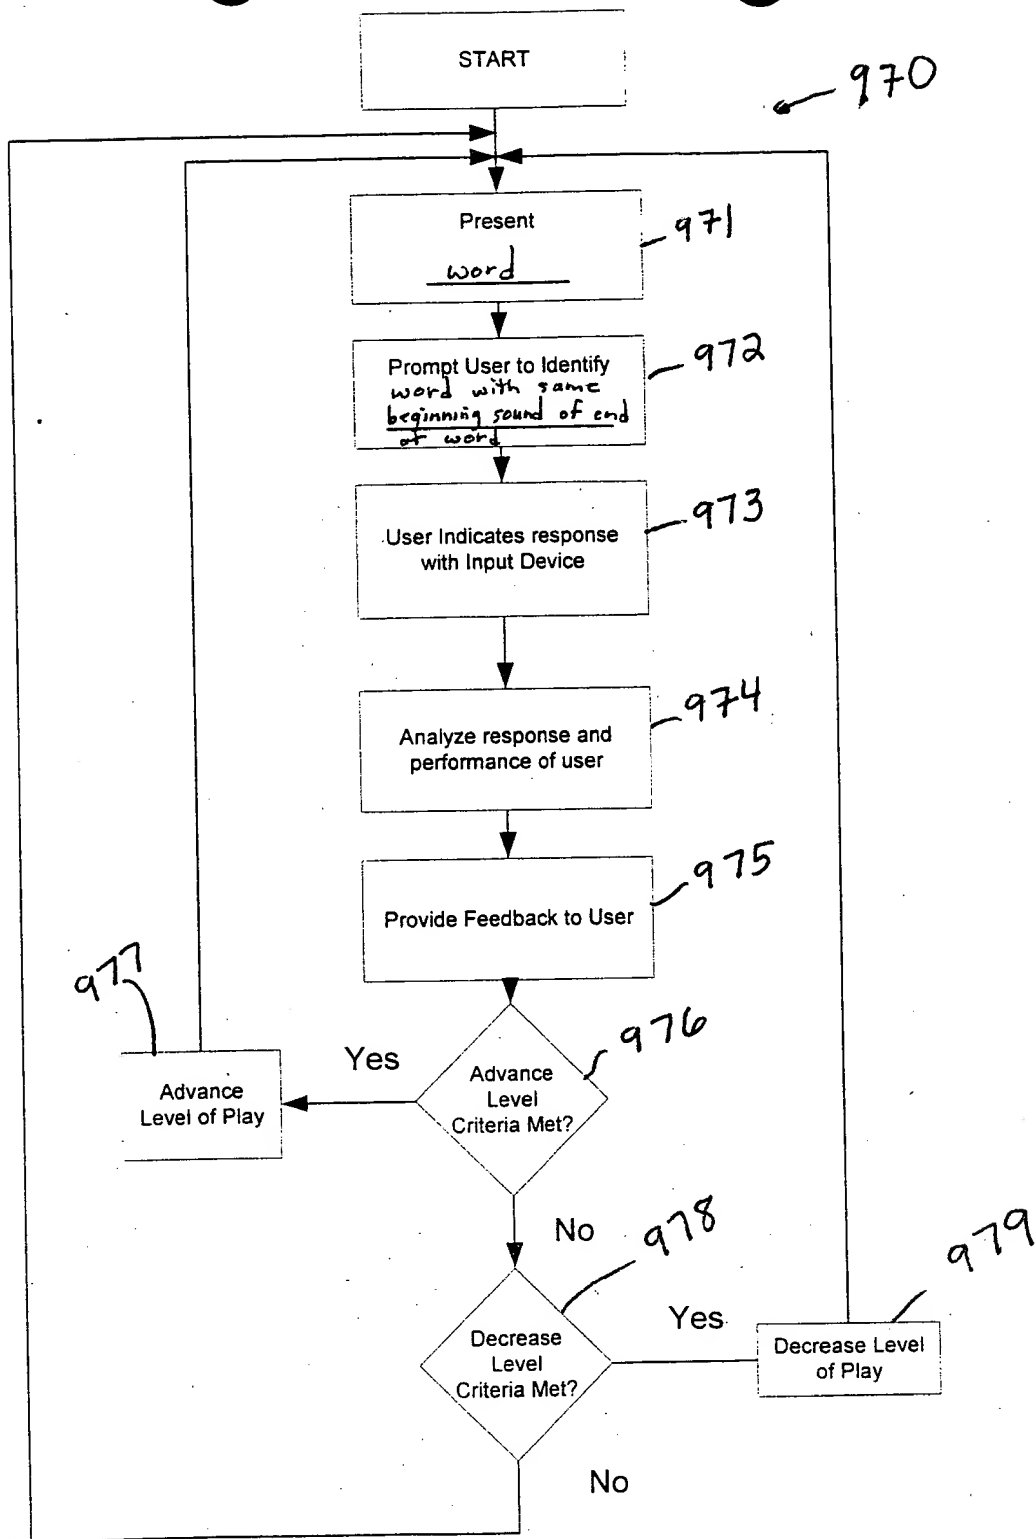 START
970
Present
word
971
Prompt User to Identify
word with same
beginning sound of end
of word
972
User Indicates response
with Input Device
973
Analyze response and
performance of user
974
Provide Feedback to User
975
977
Advance
Level of Play
Yes
Advance
Level
Criteria Met?
976
No
978
979
Decrease
Level
Criteria Met?
Yes
Decrease Level
of Play
No